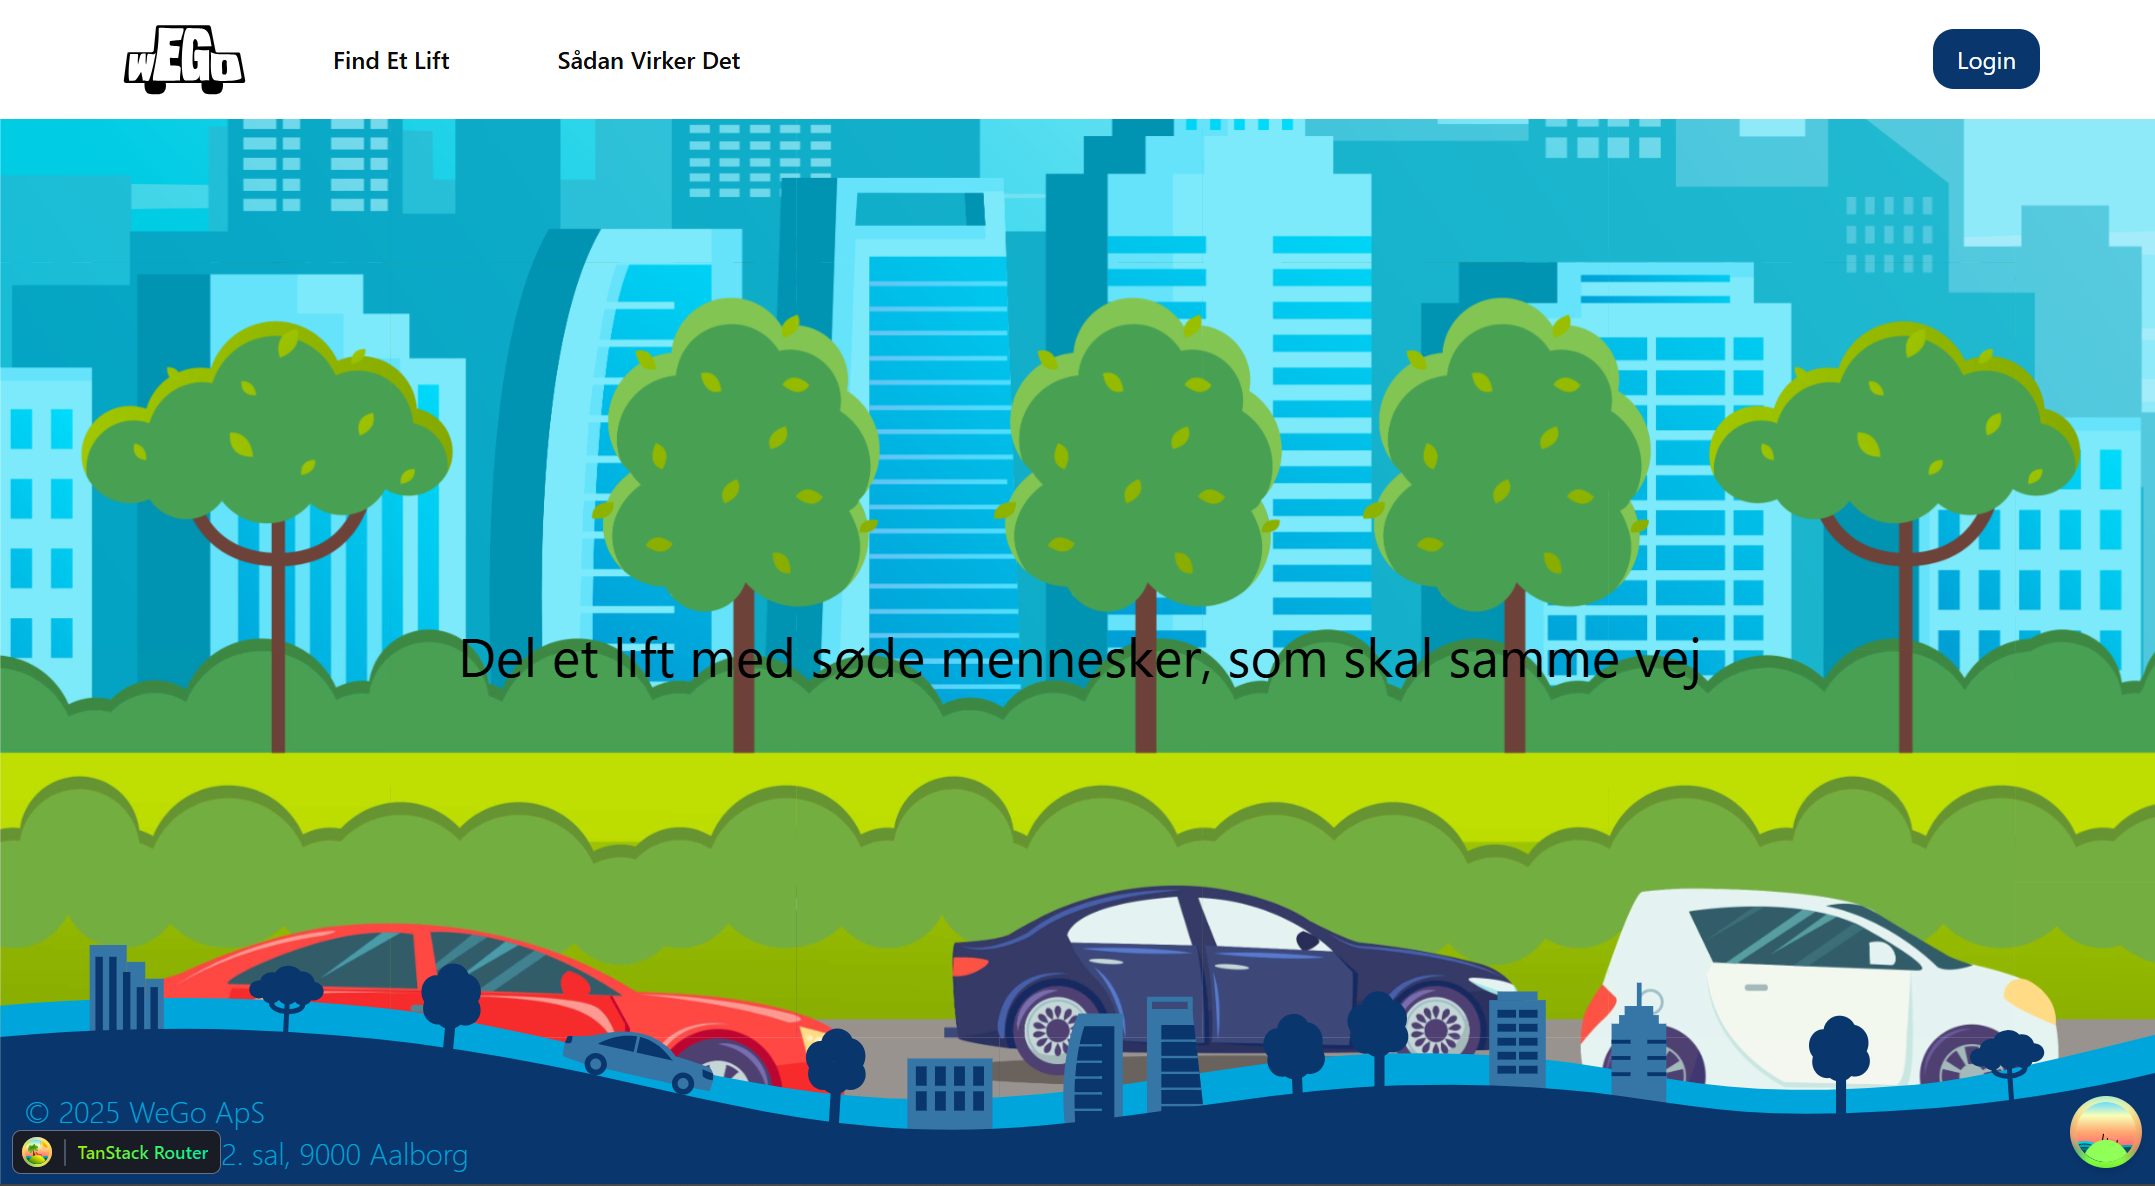 WEGO
Find Et Lift
Sådan Virker Det
Login
Del et lift med søde mennesker, som skal samme vej
© 2025 WeGo ApS
TanStack Router
2. sal, 9000 Aalborg